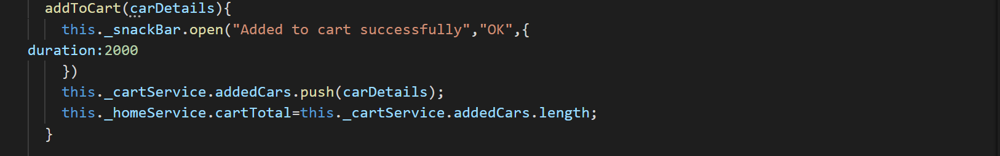 addToCart(carDetails){
this._snackBar.open("Added to cart successfully","OK",{
duration:2000
})
this._cartService.addedCars.push(carDetails);
this._homeService.cartTotal=this._cartService.addedCars.length;
}